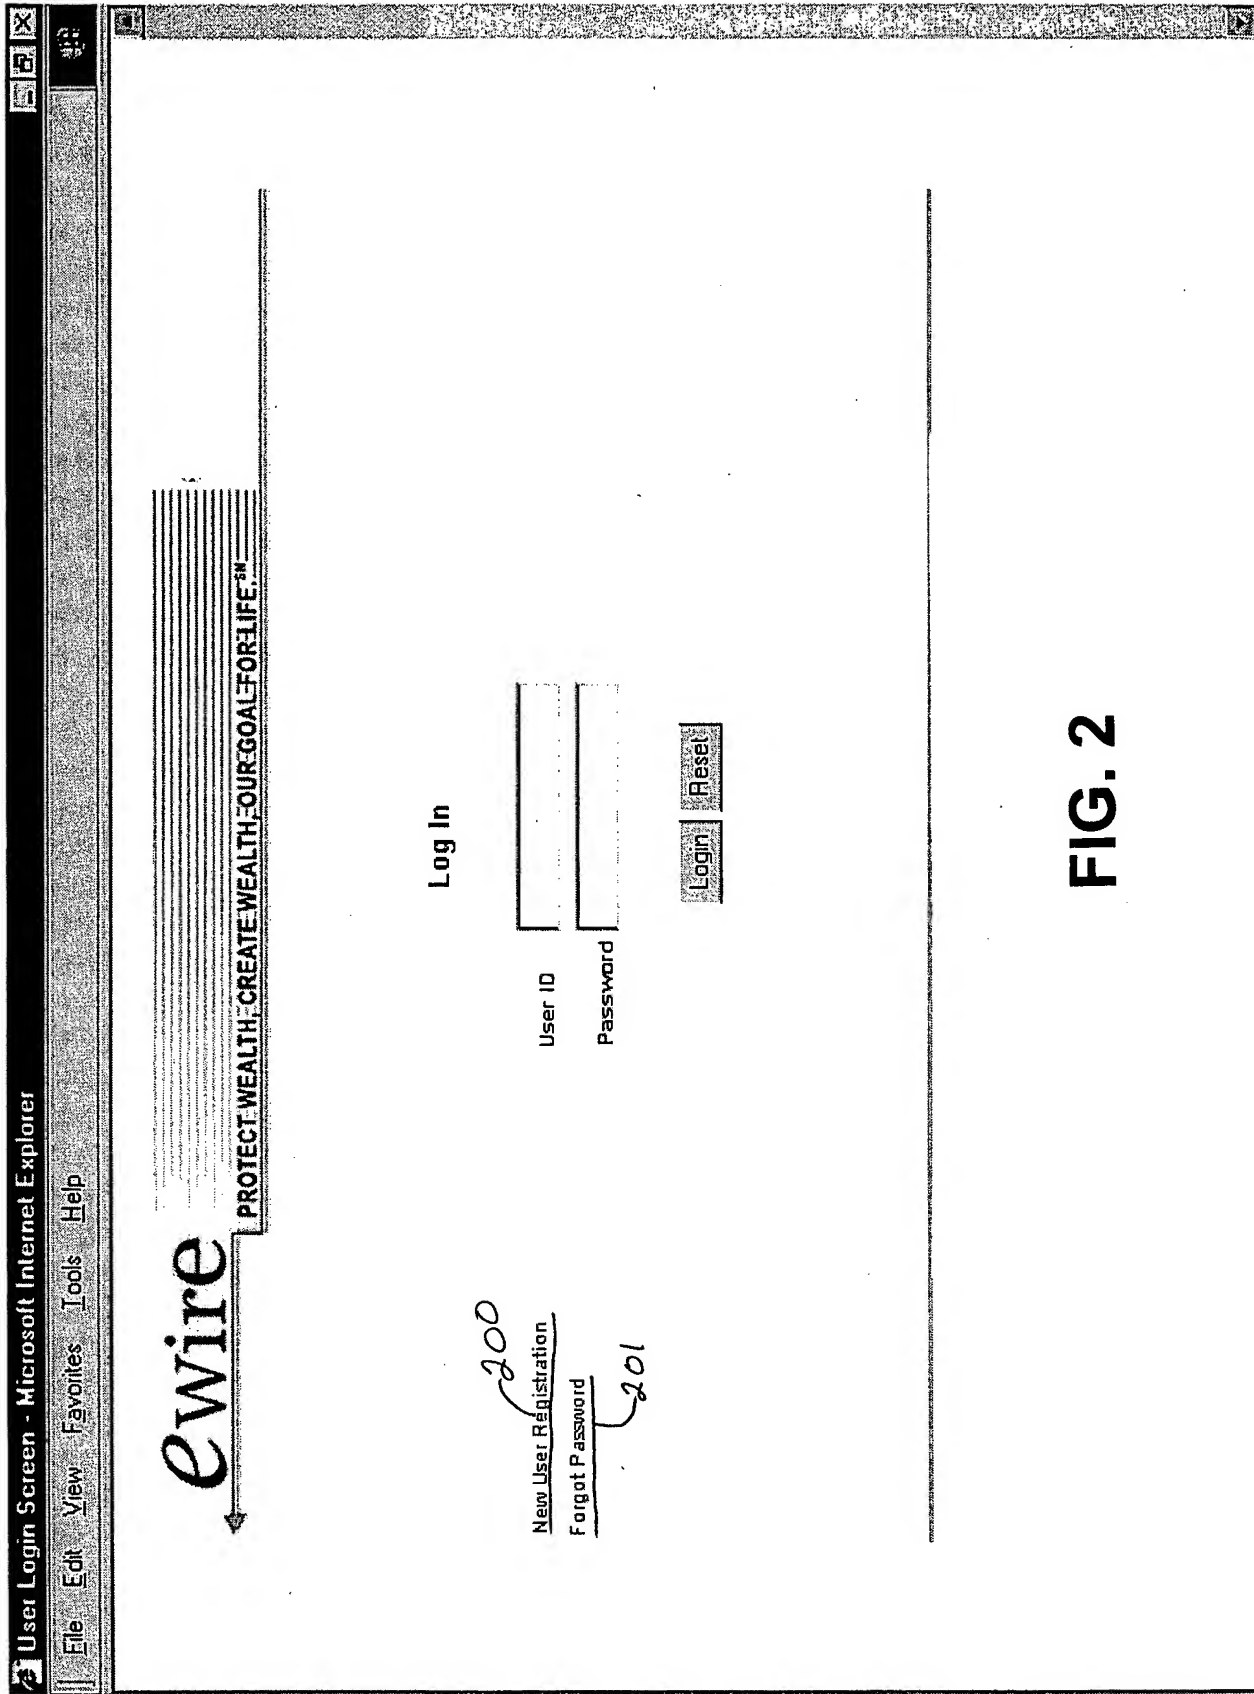 User Login Screen - Microsoft Internet Explorer
File Edit View Favorites Tools Help
ewire
PROTECT WEALTH, CREATE WEALTH, OUR GOAL FOR LIFE.SM
Log In
200
New User Registration
User ID
Forgot Password
Password
201
Login Reset
FIG. 2